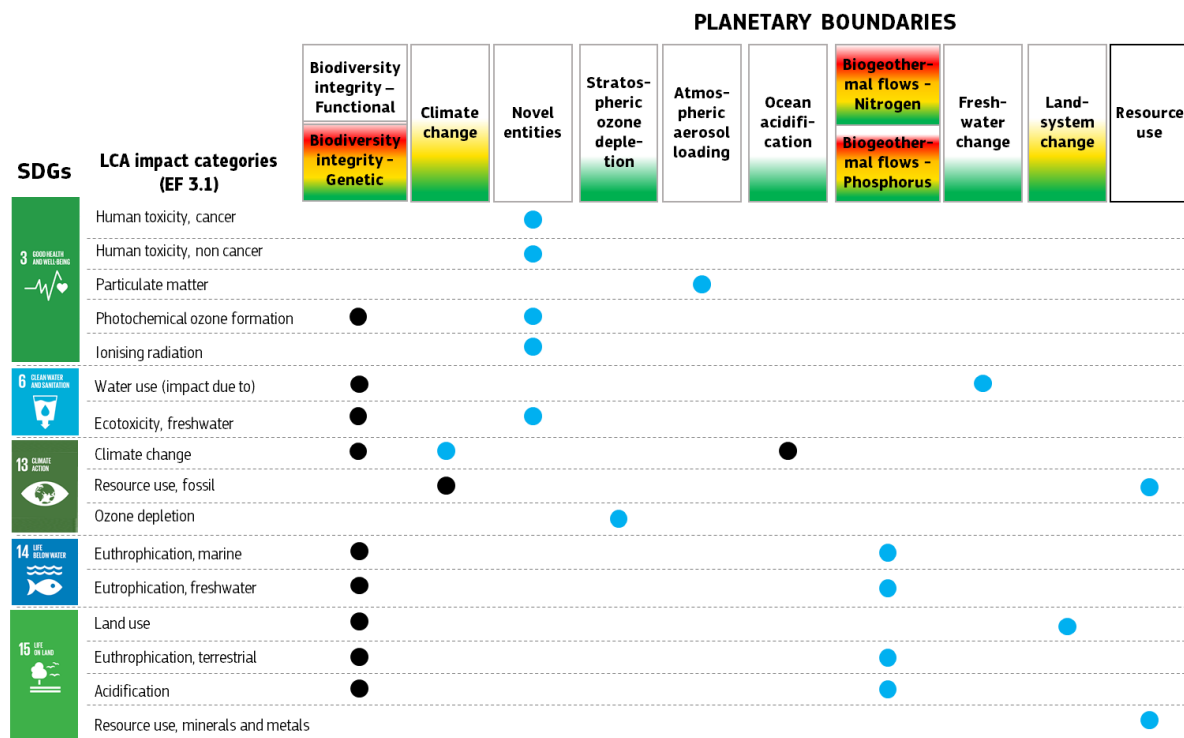 PLANETARY BOUNDARIES
Biodiversity
integrity –
Functional
Biodiversity
integrity -
Genetic
Climate
change
Novel
entities
Stratos-
pheric
ozone
deple-
tion
Atmos-
pheric
aerosol
loading
Ocean
acidifi-
cation
Biogeother-
mal flows -
Nitrogen
Biogeother-
mal flows -
Phosphorus
Fresh-
water
change
Land-
system
change
Resource
use
SDGs
LCA impact categories
(EF 3.1)
3 GOOD HEALTH
AND WELL-BEING
Human toxicity, cancer
Human toxicity, non cancer
Particulate matter
Photochemical ozone formation
Ionising radiation
6 CLEAN WATER
AND SANITATION
Water use (impact due to)
Ecotoxicity, freshwater
13 CLIMATE
ACTION
Climate change
Resource use, fossil
Ozone depletion
14 LIFE
BELOW WATER
Euthrophication, marine
Eutrophication, freshwater
15 LIFE
ON LAND
Land use
Euthrophication, terrestrial
Acidification
Resource use, minerals and metals